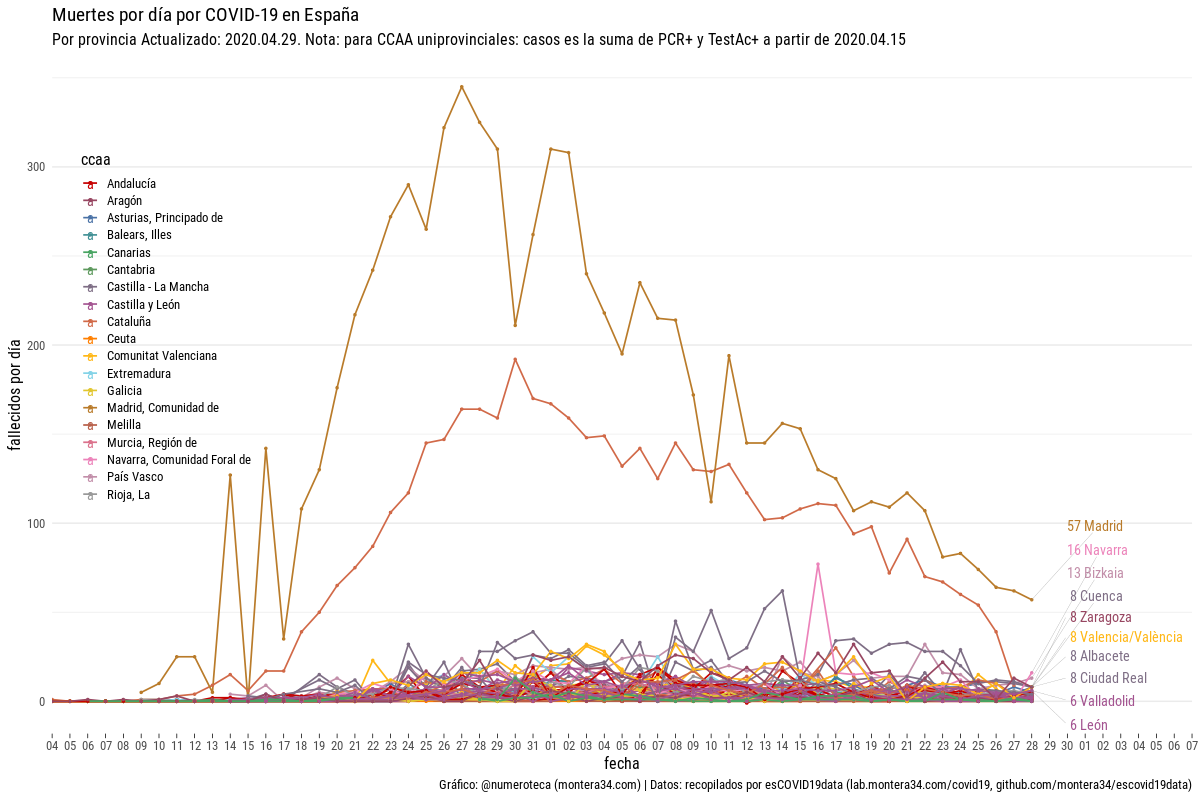 Muertes por día por COVID-19 en España
Por provincia Actualizado: 2020.04.29. Nota: para CCAA uniprovinciales: casos es la suma de PCR+ y TestAc+ a partir de 2020.04.15
fallecidos por día
300
200
100
0
ccaa
Andalucía
Aragón
Asturias, Principado de
Balears, Illes
Canarias
Cantabria
Castilla - La Mancha
Castilla y León
Cataluña
Ceuta
Comunitat Valenciana
Extremadura
Galicia
Madrid, Comunidad de
Melilla
Murcia, Región de
Navarra, Comunidad Foral de
País Vasco
Rioja, La
57 Madrid
16 Navarra
13 Bizkaia
8 Cuenca
8 Zaragoza
8 Valencia/València
8 Albacete
8 Ciudad Real
6 Valladolid
6 León
04 05 06 07 08 09 10 11 12 13 14 15 16 17 18 19 20 21 22 23 24 25 26 27 28 29 30 31 01 02 03 04 05 06 07 08 09 10 11 12 13 14 15 16 17 18 19 20 21 22 23 24 25 26 27 28 29 30 01 02 03 04 05 06 07
fecha
Gráfico: @numeroteca (montera34.com) | Datos: recopilados por esCOVID19data (lab.montera34.com/covid19, github.com/montera34/escovid19data)